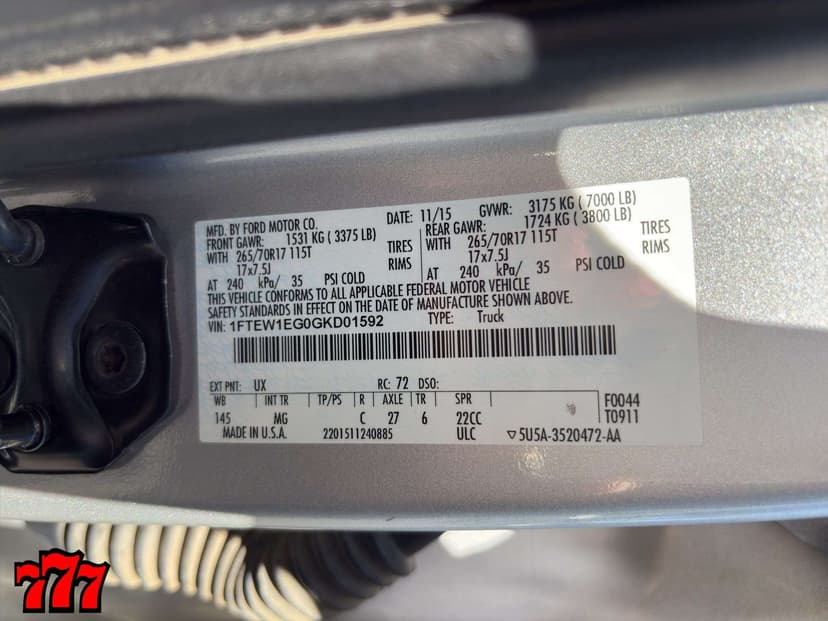 MFD. BY FORD MOTOR CO. DATE: 11/15 GVWR: 3175 KG ( 7000 LB)
FRONT GAWR: 1531 KG ( 3375 LB) REAR GAWR: 1724 KG ( 3800 LB)
WITH 265/70R17 115T TIRES WITH 265/70R17 115T TIRES
17x7.5J RIMS 17x7.5J RIMS
AT 240 kPa/ 35 PSI COLD AT 240 kPa/ 35 PSI COLD
THIS VEHICLE CONFORMS TO ALL APPLICABLE FEDERAL MOTOR VEHICLE
SAFETY STANDARDS IN EFFECT ON THE DATE OF MANUFACTURE SHOWN ABOVE.
VIN: 1FTEW1EG0GKD01592 TYPE: Truck
EXT PNT: UX RC: 72 DSO:
WB INT TR TP/PS R AXLE TR SPR F0044
145 MG C 27 6 22CC T0911
MADE IN U.S.A. 2201511240885 ULC ▽5U5A-3520472-AA
777